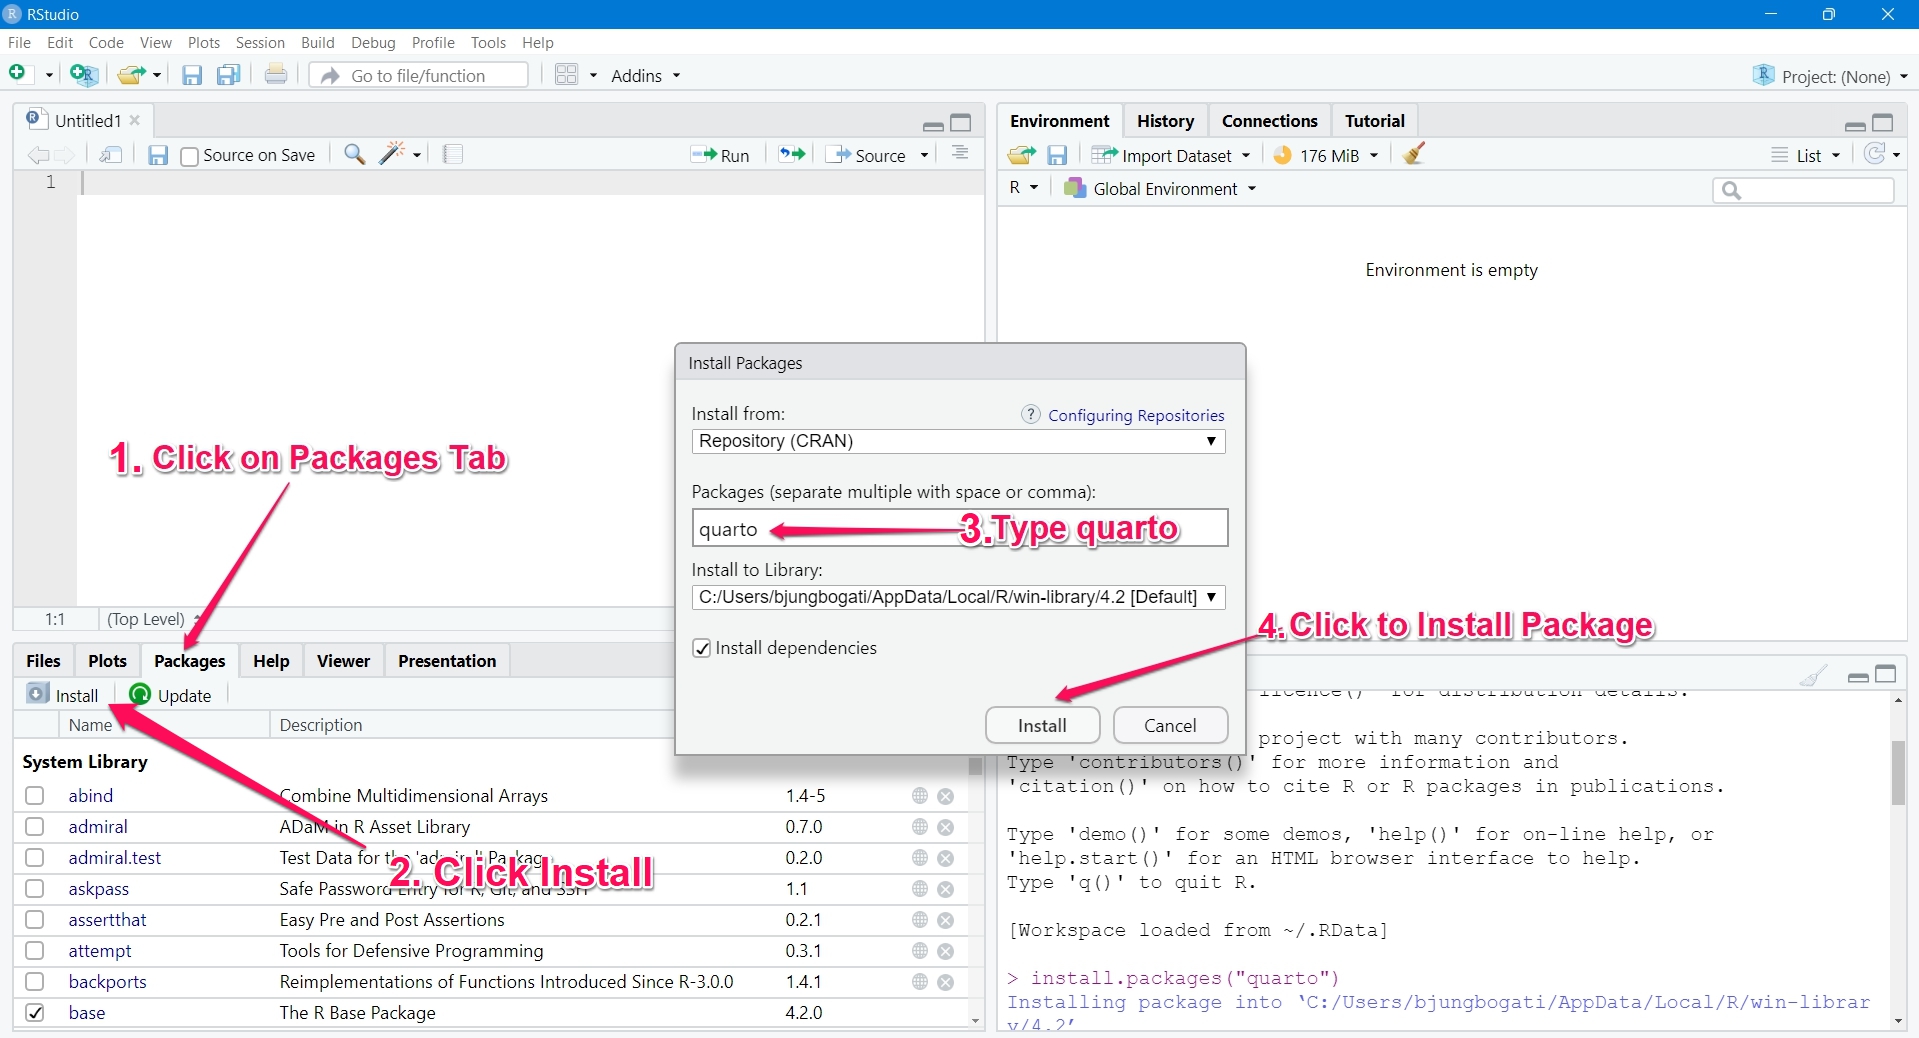 RStudio
File Edit Code View Plots Session Build Debug Profile Tools Help
Go to file/function Addins Project: (None)
Untitled1
Source on Save Run Source
1
1. Click on Packages Tab
1:1 (Top Level)
Environment History Connections Tutorial
Import Dataset 176 MiB List
R Global Environment
Environment is empty
Install Packages
Install from: ? Configuring Repositories
Repository (CRAN)
Packages (separate multiple with space or comma):
quarto
3.Type quarto
Install to Library:
C:/Users/bjungbogati/AppData/Local/R/win-library/4.2 [Default]
Install dependencies
4.Click to Install Package
Install Cancel
Files Plots Packages Help Viewer Presentation
Install Update
Name Description
System Library
abind Combine Multidimensional Arrays 1.4-5
admiral ADaM in R Asset Library 0.7.0
admiral.test Test Data for the 0.2.0
2. Click Install
askpass Safe Password Entry for R, Git, and SSH 1.1
assertthat Easy Pre and Post Assertions 0.2.1
attempt Tools for Defensive Programming 0.3.1
backports Reimplementations of Functions Introduced Since R-3.0.0 1.4.1
base The R Base Package 4.2.0
licence()' for distribution details.
project with many contributors.
Type 'contributors()' for more information and
'citation()' on how to cite R or R packages in publications.
Type 'demo()' for some demos, 'help()' for on-line help, or
'help.start()' for an HTML browser interface to help.
Type 'q()' to quit R.
[Workspace loaded from ~/.RData]
> install.packages("quarto")
Installing package into ‘C:/Users/bjungbogati/AppData/Local/R/win-librar
y/4.2’